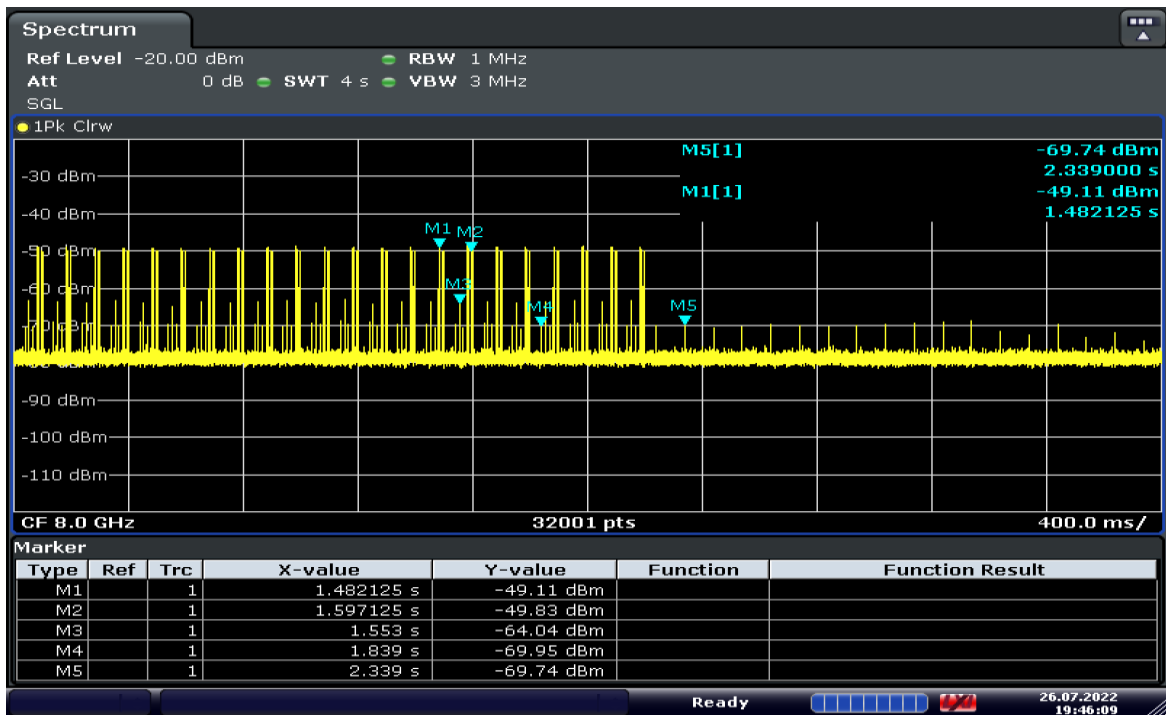 Spectrum
Ref Level -20.00 dBm RBW 1 MHz
Att 0 dB SWT 4 s VBW 3 MHz
SGL
1Pk Clrw
M5[1] -69.74 dBm
2.339000 s
-30 dBm
M1[1] -49.11 dBm
1.482125 s
-40 dBm
M1 M2
-50 dBm
-60 dBm
M3
M4
M5
-70 dBm
-90 dBm
-100 dBm
-110 dBm
CF 8.0 GHz 32001 pts 400.0 ms/
Marker
Type Ref Trc X-value Y-value Function Function Result
M1 1 1.482125 s -49.11 dBm
M2 1 1.597125 s -49.83 dBm
M3 1 1.553 s -64.04 dBm
M4 1 1.839 s -69.95 dBm
M5 1 2.339 s -69.74 dBm
Ready 26.07.2022
19:46:09